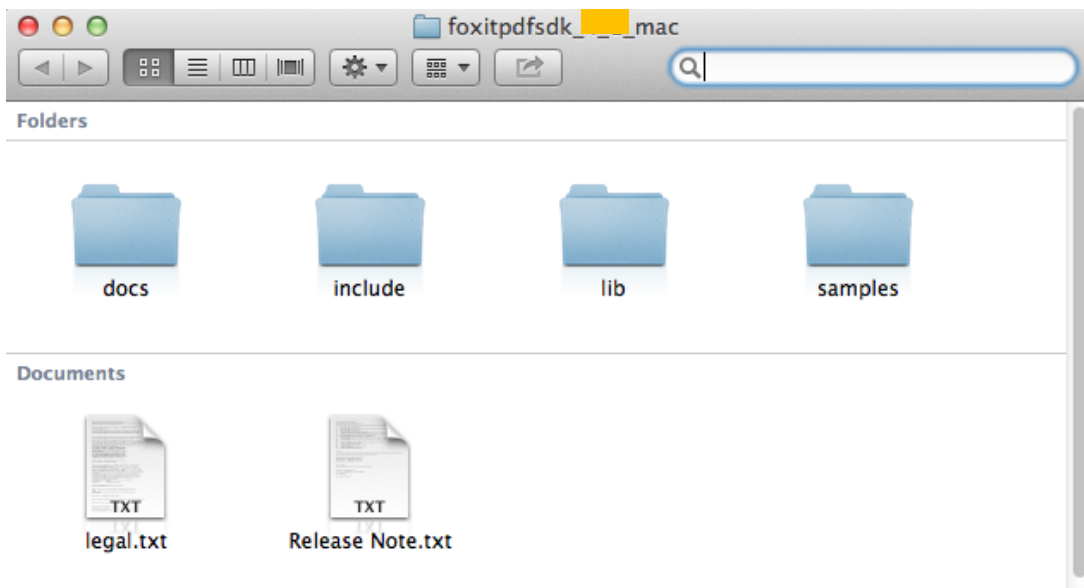 foxitpdfsdk_ _ _mac
Folders
docs
include
lib
samples
Documents
TXT
TXT
legal.txt
Release Note.txt